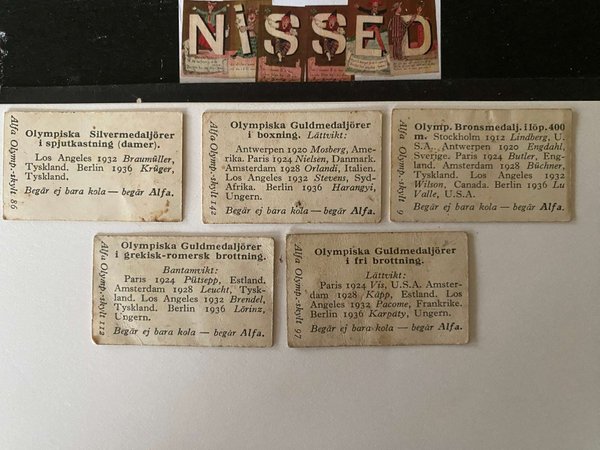 NISSED
Alfa Olymp.-skylt 86
Olympiska Silvermedaljörer
i spjutkastning (damer).
Los Angeles 1932 Braumüller,
Tyskland. Berlin 1936 Krüger,
Tyskland.
Begär ej bara kola — begär Alfa.
Alfa Olymp.-skylt 142
Olympiska Guldmedaljörer
i boxning. Lättvikt:
Antwerpen 1920 Mosberg, Ame-
rika. Paris 1924 Nielsen, Danmark.
Amsterdam 1928 Orlandi, Italien.
Los Angeles 1932 Stevens, Syd-
Afrika. Berlin 1936 Harangyi,
Ungern.
Begär ej bara kola — begär Alfa.
Alfa Olymp.-skylt 9
Olymp. Bronsmedalj. i löp. 400
m. Stockholm 1912 Lindberg, U.
S.A. Antwerpen 1920 Engdahl,
Sverige. Paris 1924 Butler, Eng-
land. Amsterdam 1928 Büchner,
Tyskland. Los Angeles 1932
Wilson, Canada. Berlin 1936 Lu
Valle, U.S.A.
Begär ej bara kola — begär Alfa.
Alfa Olymp.-skylt 112
Olympiska Guldmedaljörer
i grekisk-romersk brottning.
Bantamvikt:
Paris 1924 Pütsepp, Estland.
Amsterdam 1928 Leucht, Tysk-
land. Los Angeles 1932 Brendel,
Tyskland. Berlin 1936 Lörinz,
Ungern.
Begär ej bara kola — begär Alfa.
Alfa Olymp.-skylt 97
Olympiska Guldmedaljörer
i fri brottning.
Lättvikt:
Paris 1924 Vis, U.S.A. Amster-
dam 1928 Käpp, Estland. Los
Angeles 1932 Pacome, Frankrike.
Berlin 1936 Karpaty, Ungern.
Begär ej bara kola — begär Alfa.